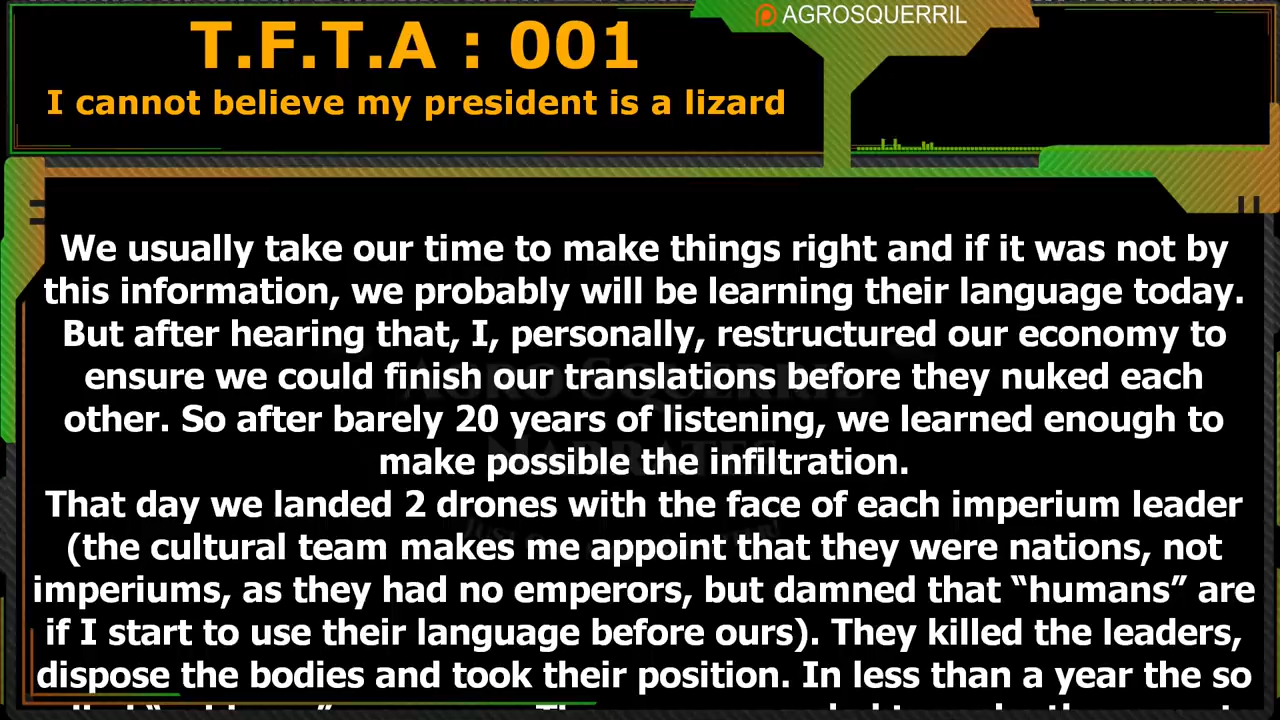 AGROSQUERRIL
T.F.T.A : 001
I cannot believe my president is a lizard
We usually take our time to make things right and if it was not by
this information, we probably will be learning their language today.
But after hearing that, I, personally, restructured our economy to
ensure we could finish our translations before they nuked each
other. So after barely 20 years of listening, we learned enough to
make possible the infiltration.
That day we landed 2 drones with the face of each imperium leader
(the cultural team makes me appoint that they were nations, not
imperiums, as they had no emperors, but damned that “humans” are
if I start to use their language before ours). They killed the leaders,
dispose the bodies and took their position. In less than a year the so